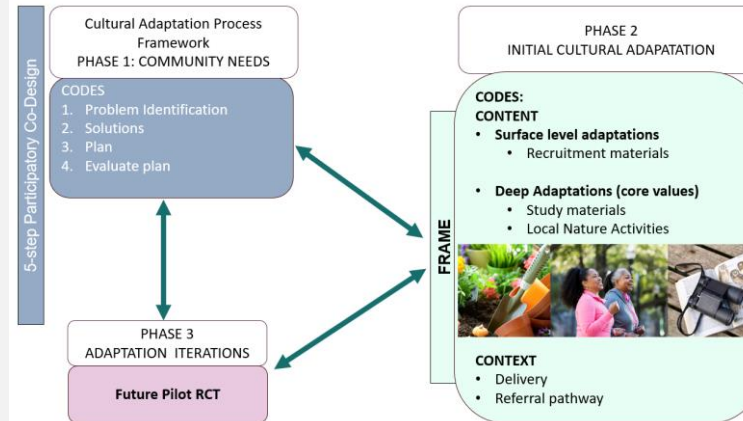 5-step Participatory Co-Design
Cultural Adaptation Process
Framework
PHASE 1: COMMUNITY NEEDS
CODES
1. Problem Identification
2. Solutions
3. Plan
4. Evaluate plan
PHASE 3
ADAPTATION ITERATIONS
Future Pilot RCT
PHASE 2
INITIAL CULTURAL ADAPATATION
FRAME
CODES:
CONTENT
• Surface level adaptations
• Recruitment materials
• Deep Adaptations (core values)
• Study materials
• Local Nature Activities
CONTEXT
• Delivery
• Referral pathway